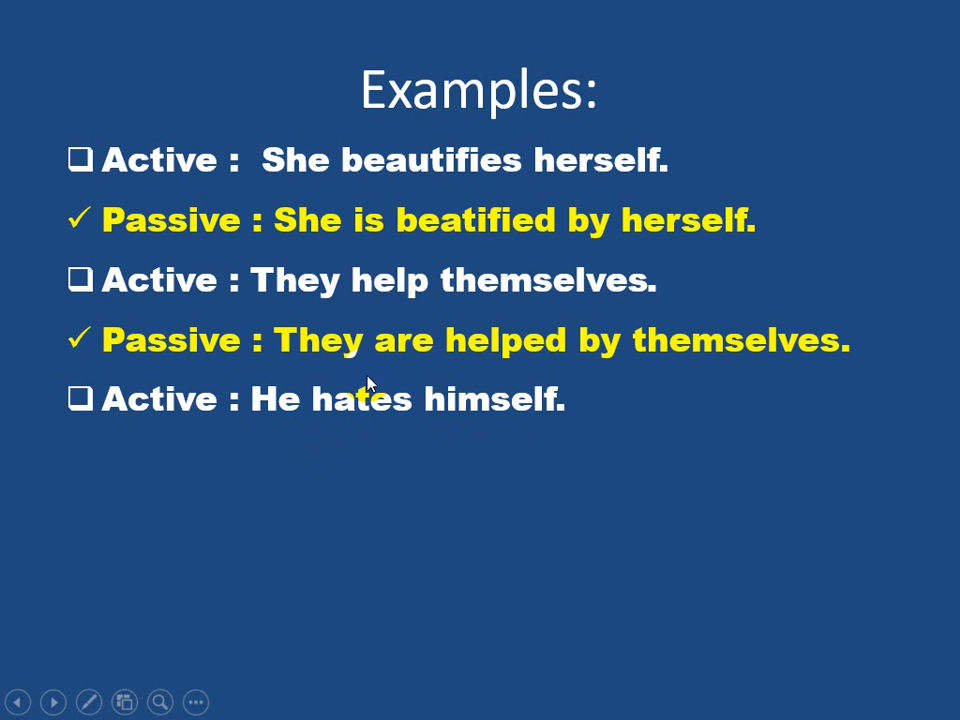 Examples:
Active : She beautifies herself.
Passive : She is beatified by herself.
Active : They help themselves.
Passive : They are helped by themselves.
Active : He hates himself.